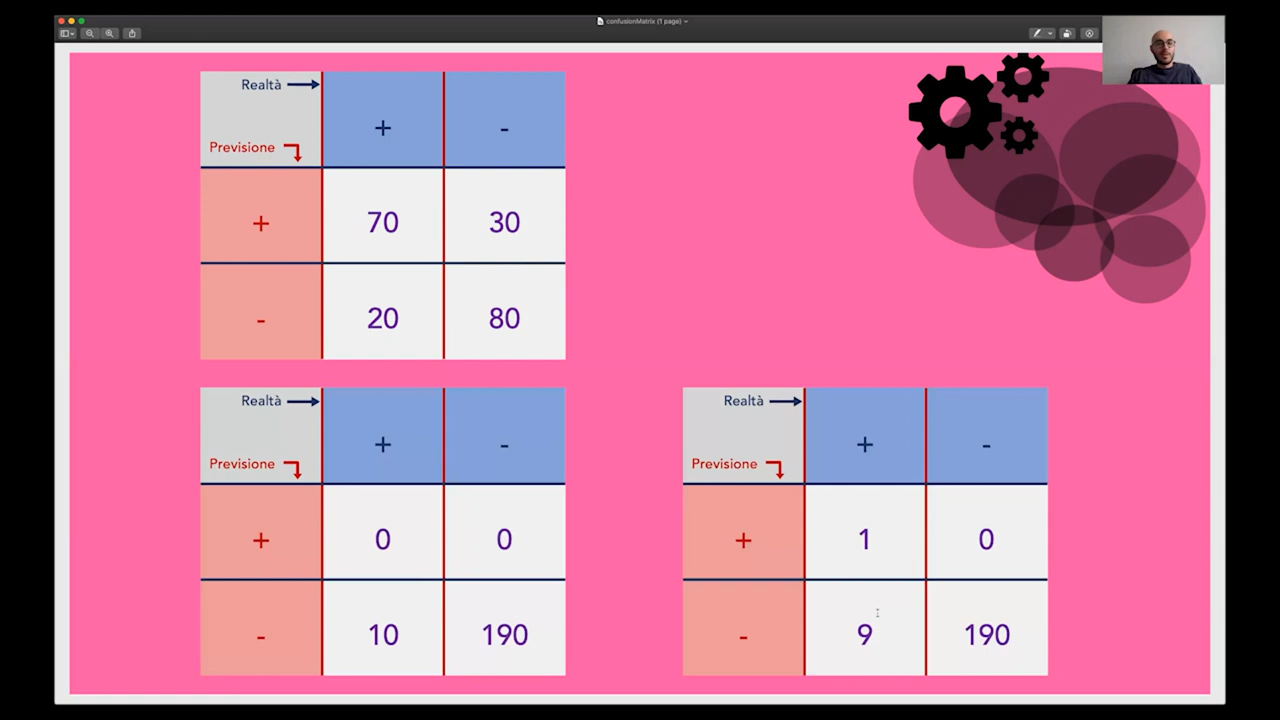 confusionMatrix (1 page)
Realtà
+ -
Previsione
+ 70 30
- 20 80
Realtà
+ -
Previsione
+ 0 0
- 10 190
Realtà
+ -
Previsione
+ 1 0
- 9 190